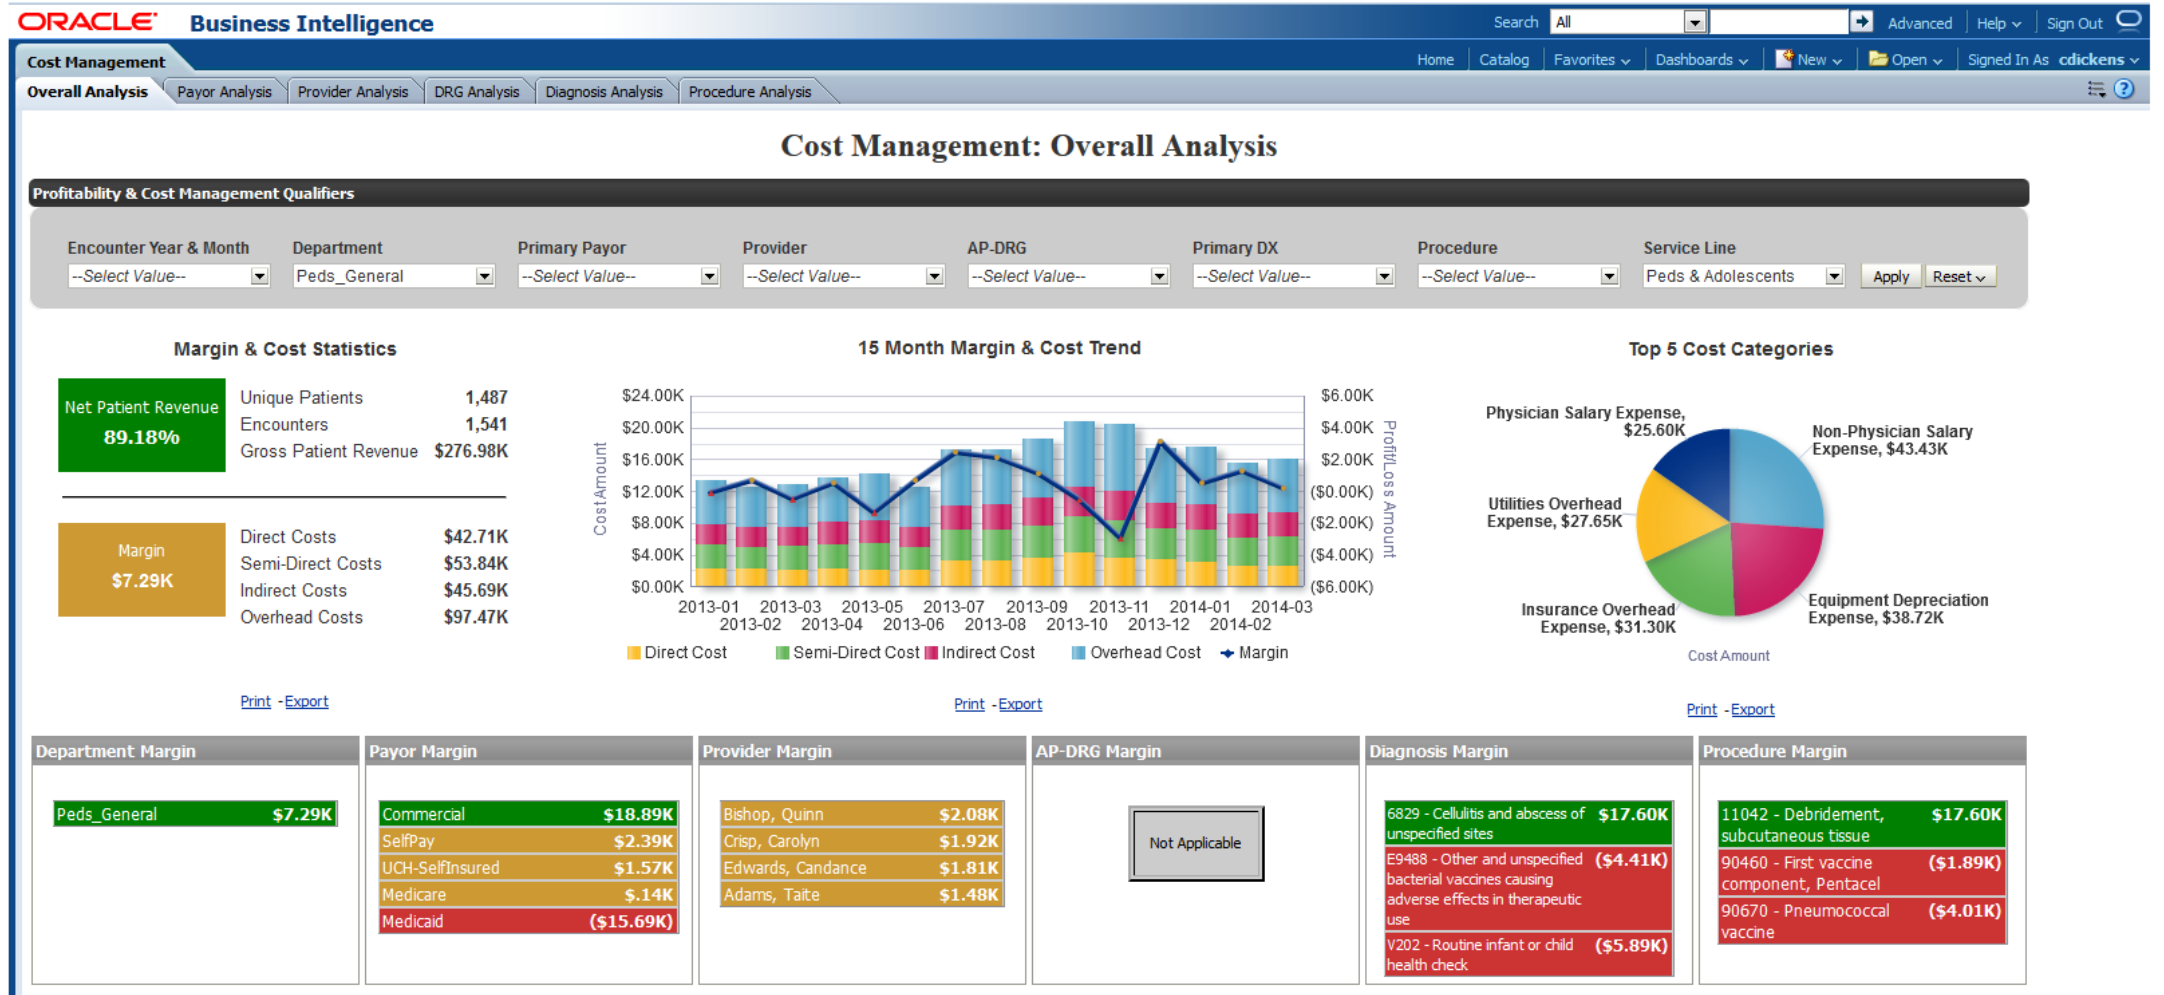 ORACLE Business Intelligence
Search All Advanced Help Sign Out
Cost Management
Home Catalog Favorites Dashboards New Open Signed In As cdickens
Overall Analysis Payor Analysis Provider Analysis DRG Analysis Diagnosis Analysis Procedure Analysis
Cost Management: Overall Analysis
Profitability & Cost Management Qualifiers
Encounter Year & Month Department Primary Payor Provider AP-DRG Primary DX Procedure Service Line
--Select Value-- Peds_General --Select Value-- --Select Value-- --Select Value-- --Select Value-- --Select Value-- Peds & Adolescents Apply Reset
Margin & Cost Statistics
Net Patient Revenue
89.18%
Unique Patients 1,487
Encounters 1,541
Gross Patient Revenue $276.98K
Margin
$7.29K
Direct Costs $42.71K
Semi-Direct Costs $53.84K
Indirect Costs $45.69K
Overhead Costs $97.47K
Print - Export
15 Month Margin & Cost Trend
Cost Amount
$24.00K
$20.00K
$16.00K
$12.00K
$8.00K
$4.00K
$0.00K
$6.00K
$4.00K
$2.00K
($0.00K)
($2.00K)
($4.00K)
($6.00K)
Profit/Loss Amount
2013-01 2013-03 2013-05 2013-07 2013-09 2013-11 2014-01 2014-03
2013-02 2013-04 2013-06 2013-08 2013-10 2013-12 2014-02
Direct Cost Semi-Direct Cost Indirect Cost Overhead Cost Margin
Print - Export
Top 5 Cost Categories
Physician Salary Expense,
$25.60K
Non-Physician Salary
Expense, $43.43K
Utilities Overhead
Expense, $27.65K
Insurance Overhead
Expense, $31.30K
Equipment Depreciation
Expense, $38.72K
Cost Amount
Print - Export
Department Margin
Peds_General $7.29K
Payor Margin
Commercial $18.89K
SelfPay $2.39K
UCH-SelfInsured $1.57K
Medicare $.14K
Medicaid ($15.69K)
Provider Margin
Bishop, Quinn $2.08K
Crisp, Carolyn $1.92K
Edwards, Candance $1.81K
Adams, Taite $1.48K
AP-DRG Margin
Not Applicable
Diagnosis Margin
6829 - Cellulitis and abscess of $17.60K
unspecified sites
E9488 - Other and unspecified ($4.41K)
bacterial vaccines causing
adverse effects in therapeutic
use
V202 - Routine infant or child ($5.89K)
health check
Procedure Margin
11042 - Debridement, $17.60K
subcutaneous tissue
90460 - First vaccine ($1.89K)
component, Pentacel
90670 - Pneumococcal ($4.01K)
vaccine